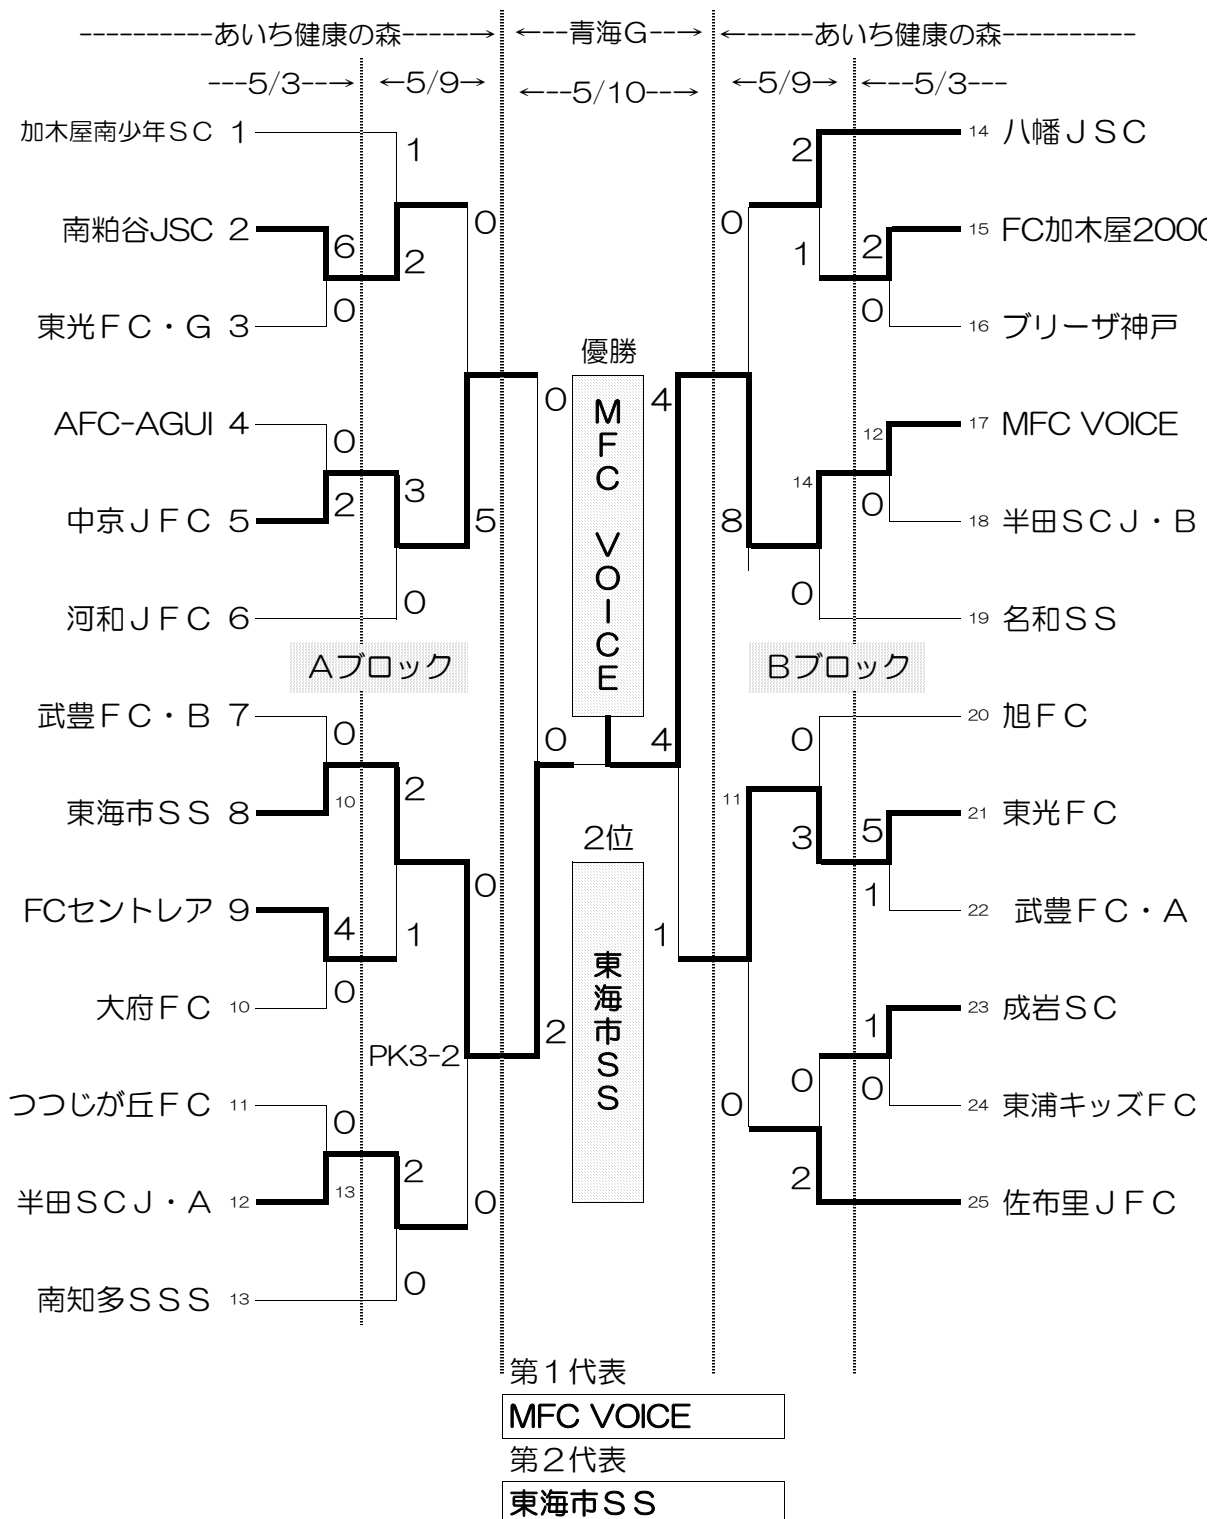 ----------あいち健康の森------→ ←---青海G---→ ←------あいち健康の森----------
---5/3---→ ←5/9→ ←---5/10---→ ←5/9→ ←---5/3---
加木屋南少年ＳＣ 1 1 2 14 八幡ＪＳＣ
南粕谷JSC 2 6 2 0 0 1 2 15 FC加木屋2000
東光ＦＣ・Ｇ 3 0 0 16 ブリーザ神戸
優勝
AFC-AGUI 4 0 0 MFC VOICE 4 12 17 MFC VOICE
中京ＪＦＣ 5 2 3 5 8 14 0 18 半田ＳＣＪ・Ｂ
河和ＪＦＣ 6 0 0 19 名和ＳＳ
Ａブロック Ｂブロック
武豊ＦＣ・Ｂ 7 0 0 4 0 20 旭ＦＣ
東海市ＳＳ 8 10 2 2位 11 3 5 21 東光ＦＣ
FCセントレア 9 4 1 0 東海市ＳＳ 1 1 22 武豊ＦＣ・Ａ
大府ＦＣ 10 0 1 23 成岩ＳＣ
PK3-2 2
つつじが丘ＦＣ 11 0 0 0 0 24 東浦キッズＦＣ
半田ＳＣＪ・Ａ 12 13 2 0 2 25 佐布里ＪＦＣ
南知多ＳＳＳ 13 0
第１代表
MFC VOICE
第２代表
東海市ＳＳ